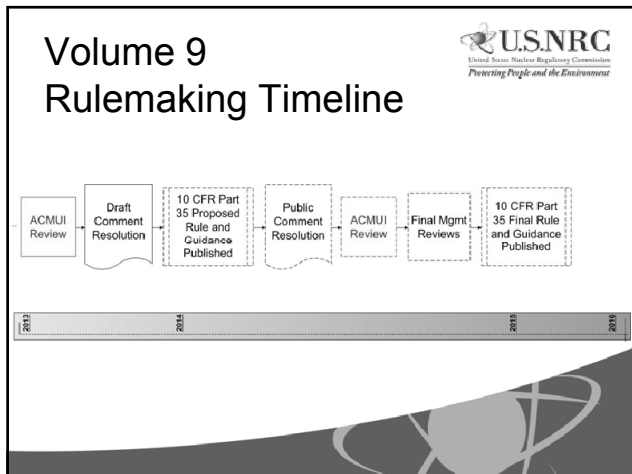 Volume 9
Rulemaking Timeline
U.S.NRC
United States Nuclear Regulatory Commission
Protecting People and the Environment
ACMUI
Review
Draft
Comment
Resolution
10 CFR Part
35 Proposed
Rule and
Guidance
Published
Public
Comment
Resolution
ACMUI
Review
Final Mgmt
Reviews
10 CFR Part
35 Final Rule
and Guidance
Published
2013
2014
2015
2016